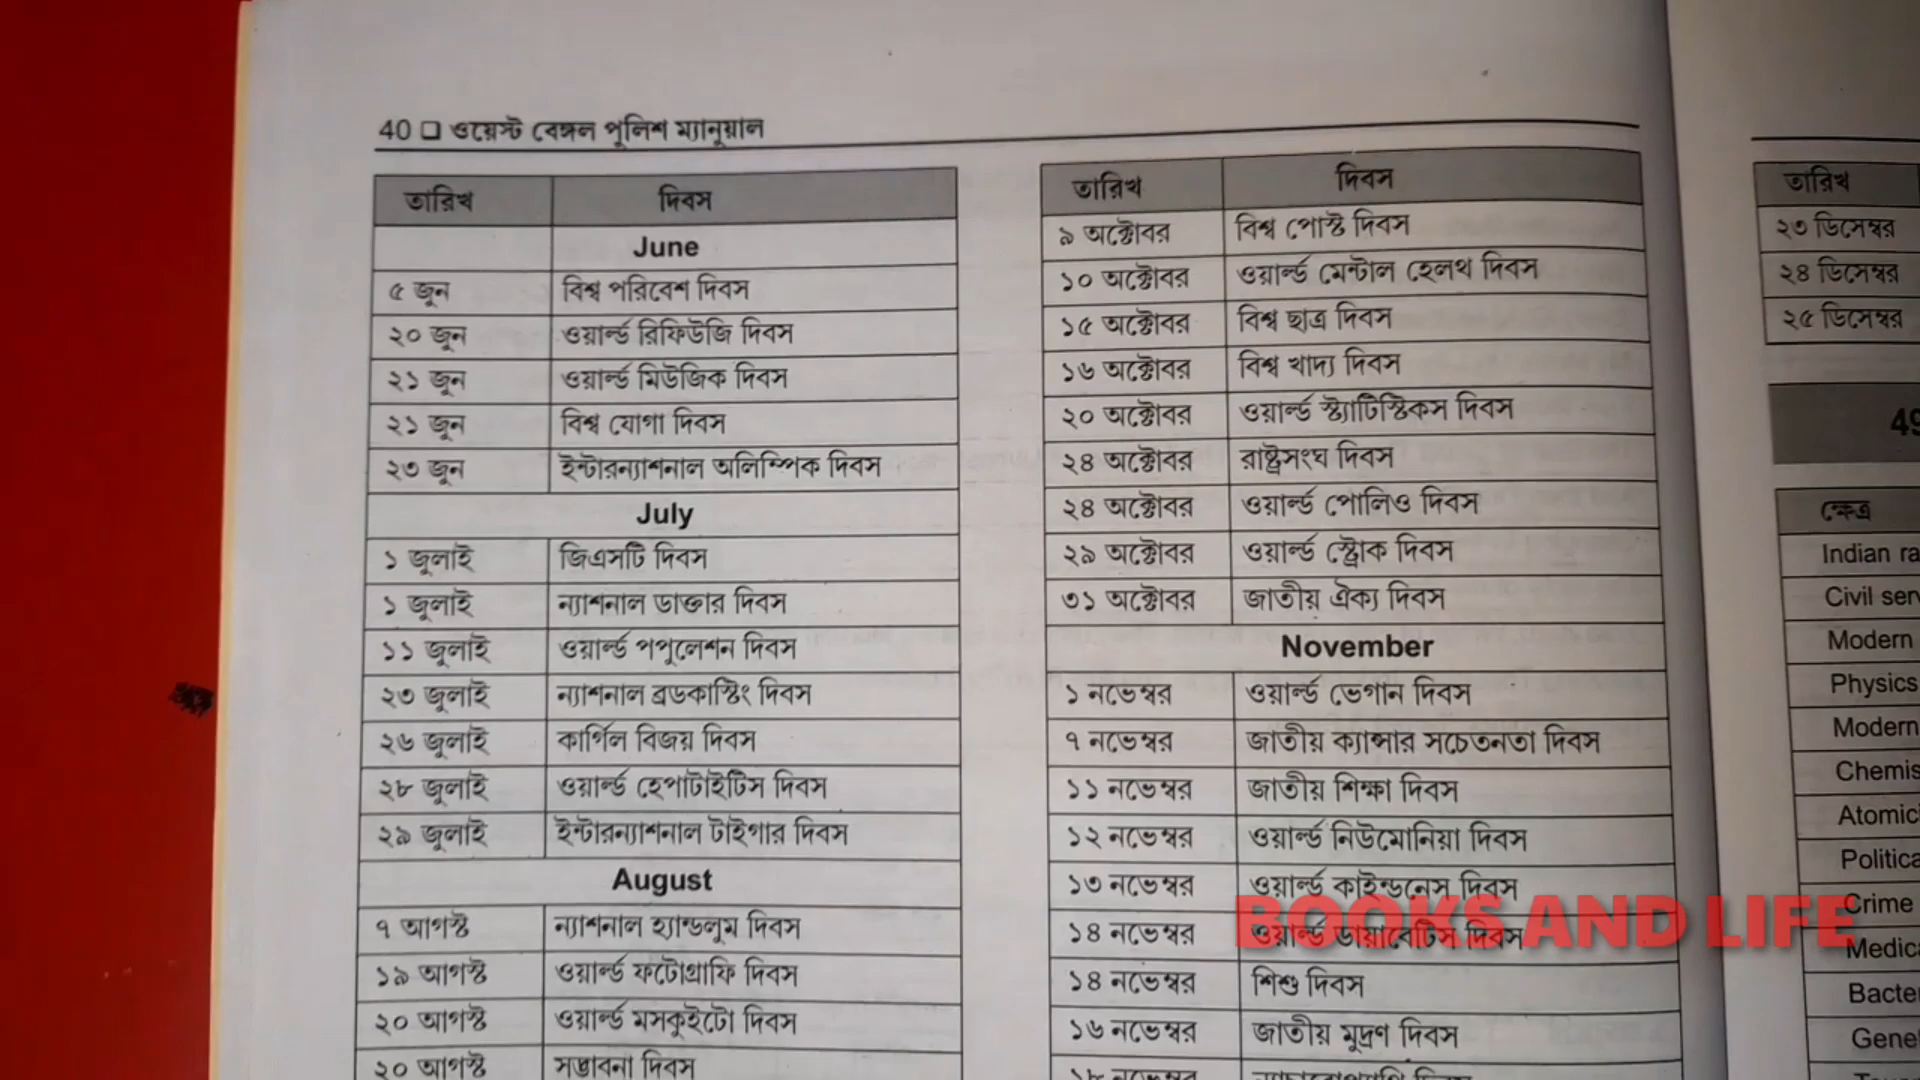 40 ❑ ওয়েস্ট বেঙ্গল পুলিশ ম্যানুয়াল
তারিখ দিবস
June
৫ জুন বিশ্ব পরিবেশ দিবস
২০ জুন ওয়ার্ল্ড রিফিউজি দিবস
২১ জুন ওয়ার্ল্ড মিউজিক দিবস
২১ জুন বিশ্ব যোগা দিবস
২৩ জুন ইন্টারন্যাশনাল অলিম্পিক দিবস
July
১ জুলাই জিএসটি দিবস
১ জুলাই ন্যাশনাল ডাক্তার দিবস
১১ জুলাই ওয়ার্ল্ড পপুলেশন দিবস
২৩ জুলাই ন্যাশনাল ব্রডকাস্টিং দিবস
২৬ জুলাই কার্গিল বিজয় দিবস
২৮ জুলাই ওয়ার্ল্ড হেপাটাইটিস দিবস
২৯ জুলাই ইন্টারন্যাশনাল টাইগার দিবস
August
৭ আগস্ট ন্যাশনাল হ্যান্ডলুম দিবস
১৯ আগস্ট ওয়ার্ল্ড ফটোগ্রাফি দিবস
২০ আগস্ট ওয়ার্ল্ড মসকুইটো দিবস
২০ আগস্ট সদ্ভাবনা দিবস
তারিখ দিবস
৯ অক্টোবর বিশ্ব পোস্ট দিবস
১০ অক্টোবর ওয়ার্ল্ড মেন্টাল হেলথ দিবস
১৫ অক্টোবর বিশ্ব ছাত্র দিবস
১৬ অক্টোবর বিশ্ব খাদ্য দিবস
২০ অক্টোবর ওয়ার্ল্ড স্ট্যাটিস্টিকস দিবস
২৪ অক্টোবর রাষ্ট্রসংঘ দিবস
২৪ অক্টোবর ওয়ার্ল্ড পোলিও দিবস
২৯ অক্টোবর ওয়ার্ল্ড স্ট্রোক দিবস
৩১ অক্টোবর জাতীয় ঐক্য দিবস
November
১ নভেম্বর ওয়ার্ল্ড ভেগান দিবস
৭ নভেম্বর জাতীয় ক্যান্সার সচেতনতা দিবস
১১ নভেম্বর জাতীয় শিক্ষা দিবস
১২ নভেম্বর ওয়ার্ল্ড নিউমোনিয়া দিবস
১৩ নভেম্বর ওয়ার্ল্ড কাইন্ডনেস দিবস
১৪ নভেম্বর ওয়ার্ল্ড ডায়াবেটিস দিবস
১৪ নভেম্বর শিশু দিবস
১৬ নভেম্বর জাতীয় মুদ্রণ দিবস
১৮ নভেম্বর
তারিখ
২৩ ডিসেম্বর
২৪ ডিসেম্বর
২৫ ডিসেম্বর
49
ক্ষেত্র
Indian ra
Civil ser
Modern
Physics
Modern
Chemis
Atomic
Politica
Crime
Medica
Bacte
Gene
BOOKS AND LIFE